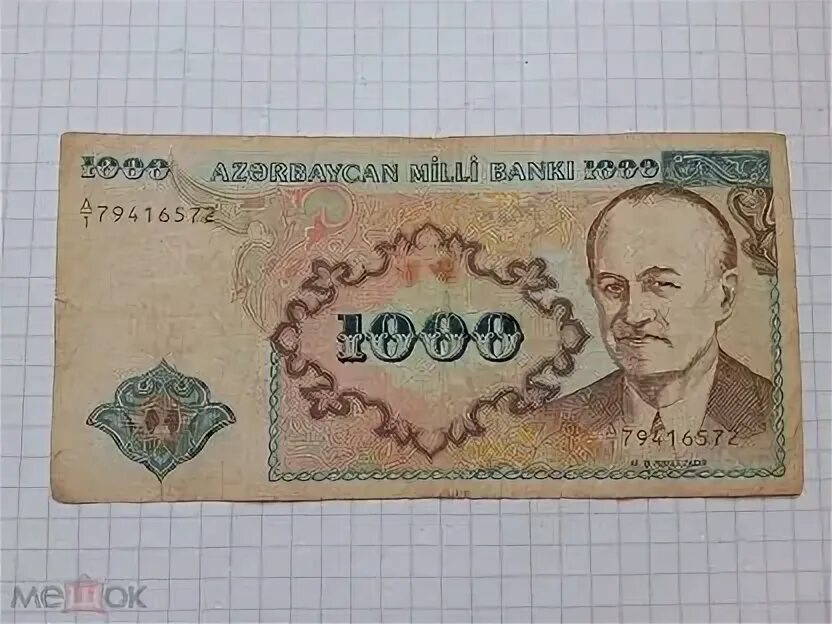 1000 AZƏRBAYCAN MİLLİ BANKI 1000
A/1 79416572
1000
A/1 79416572
мешок